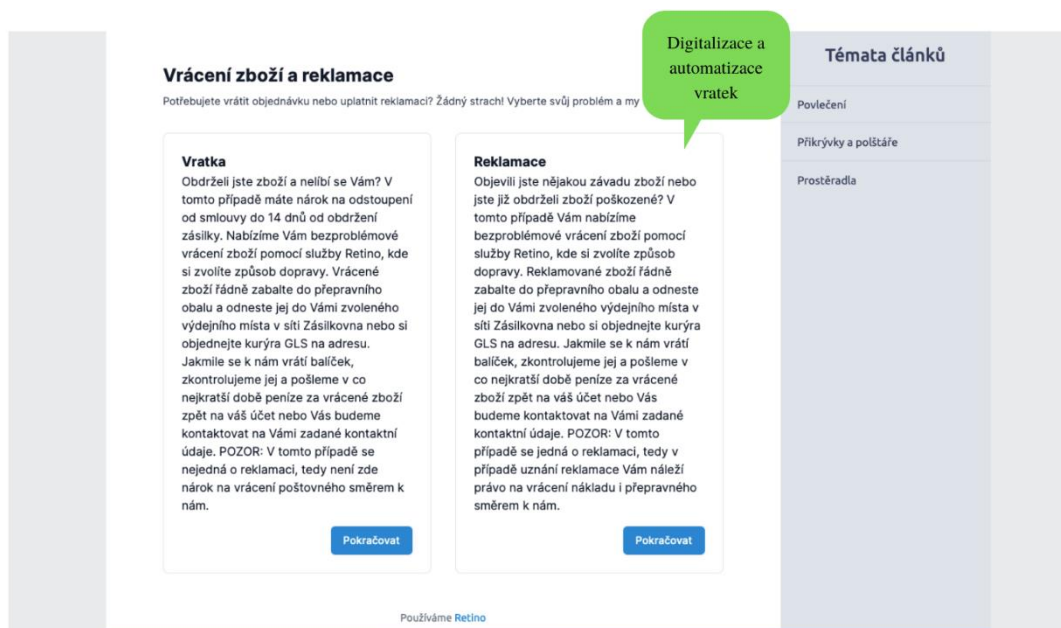 Vrácení zboží a reklamace
Potřebujete vrátit objednávku nebo uplatnit reklamaci? Žádný strach! Vyberte svůj problém a my
Digitalizace a
automatizace
vratek
Vratka
Obdrželi jste zboží a nelíbí se Vám? V
tomto případě máte nárok na odstoupení
od smlouvy do 14 dnů od obdržení
zásilky. Nabízíme Vám bezproblémové
vrácení zboží pomocí služby Retino, kde
si zvolíte způsob dopravy. Vrácené
zboží řádně zabalte do přepravního
obalu a odneste jej do Vámi zvoleného
výdejního místa v síti Zásilkovna nebo si
objednejte kurýra GLS na adresu.
Jakmile se k nám vrátí balíček,
zkontrolujeme jej a pošleme v co
nejkratší době peníze za vrácené zboží
zpět na váš účet nebo Vás budeme
kontaktovat na Vámi zadané kontaktní
údaje. POZOR: V tomto případě se
nejedná o reklamaci, tedy není zde
nárok na vrácení poštovného směrem k
nám.
Pokračovat
Reklamace
Objevili jste nějakou závadu zboží nebo
jste již obdrželi zboží poškozené? V
tomto případě Vám nabízíme
bezproblémové vrácení zboží pomocí
služby Retino, kde si zvolíte způsob
dopravy. Reklamované zboží řádně
zabalte do přepravního obalu a odneste
jej do Vámi zvoleného výdejního místa v
síti Zásilkovna nebo si objednejte kurýra
GLS na adresu. Jakmile se k nám vrátí
balíček, zkontrolujeme jej a pošleme v
co nejkratší době peníze za vrácené
zboží zpět na váš účet nebo Vás
budeme kontaktovat na Vámi zadané
kontaktní údaje. POZOR: V tomto
případě se jedná o reklamaci, tedy v
případě uznání reklamace Vám náleží
právo na vrácení nákladu i přepravného
směrem k nám.
Pokračovat
Používáme Retino
Témata článků
Povlečení
Přikrývky a polštáře
Prostěradla